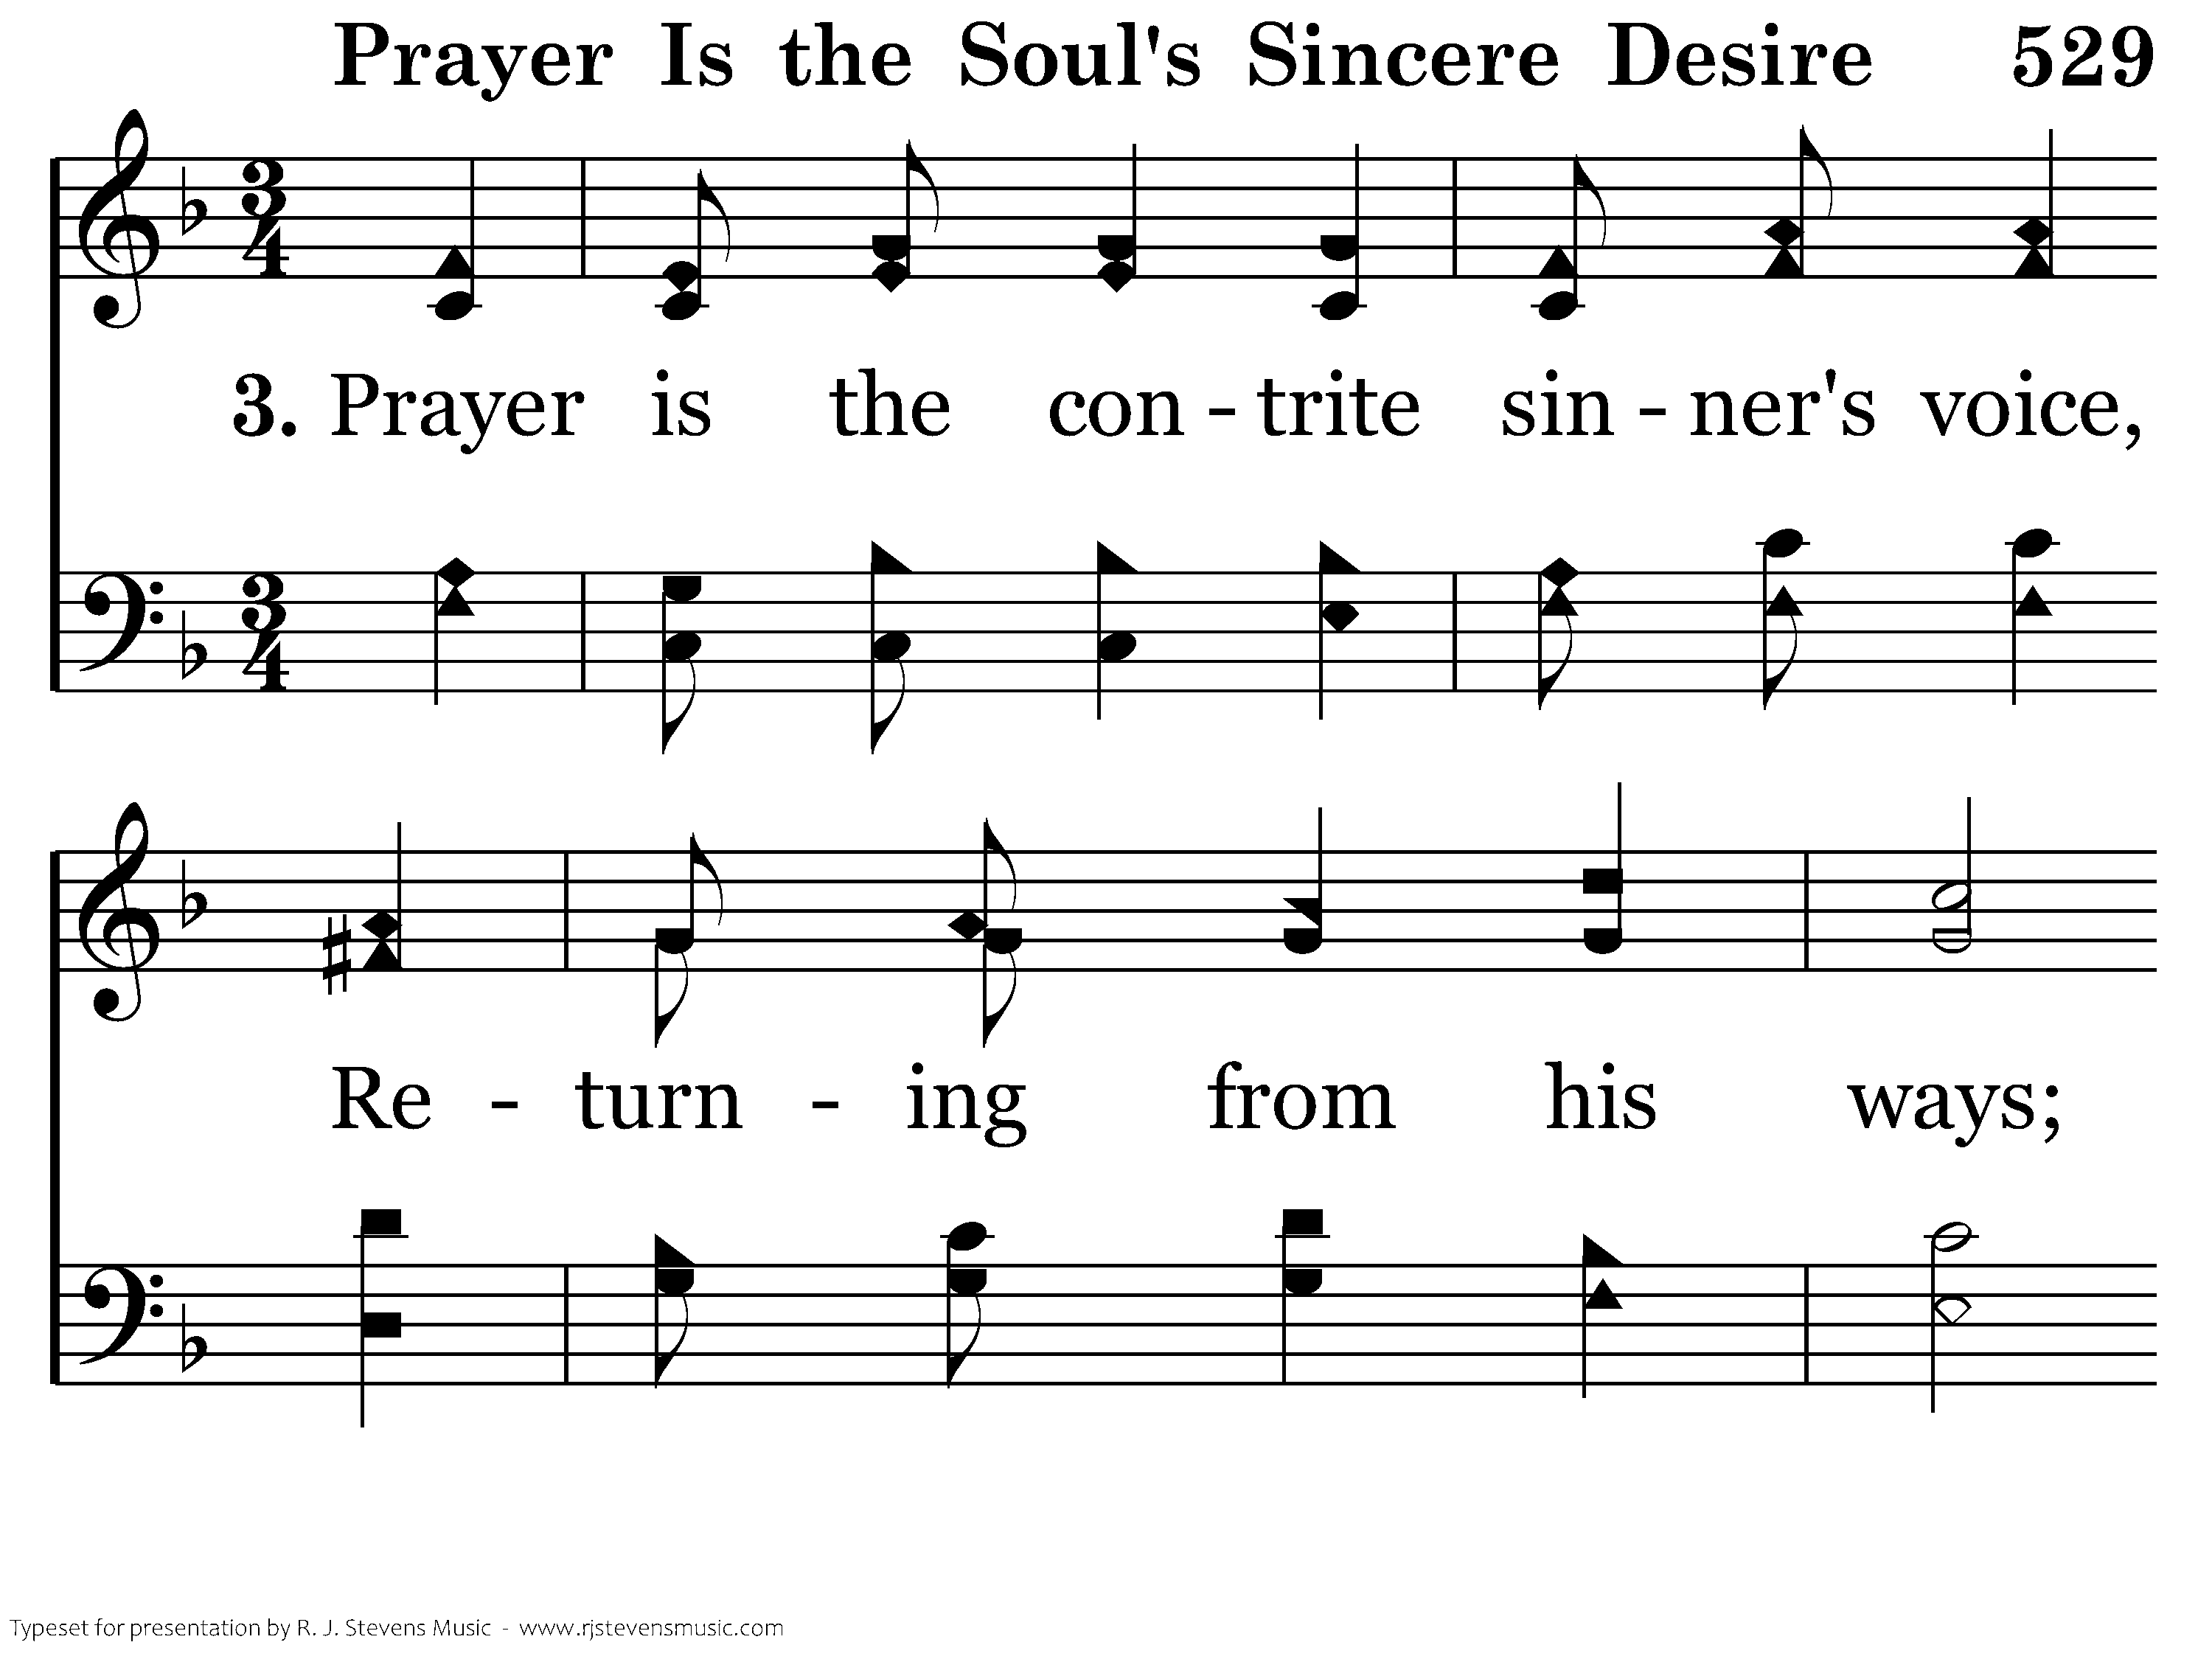 Prayer Is the Soul's Sincere Desire 529
3. Prayer is the con - trite sin - ner's voice,
Re - turn - ing from his ways;
Typeset for presentation by R. J. Stevens Music - www.rjstevensmusic.com